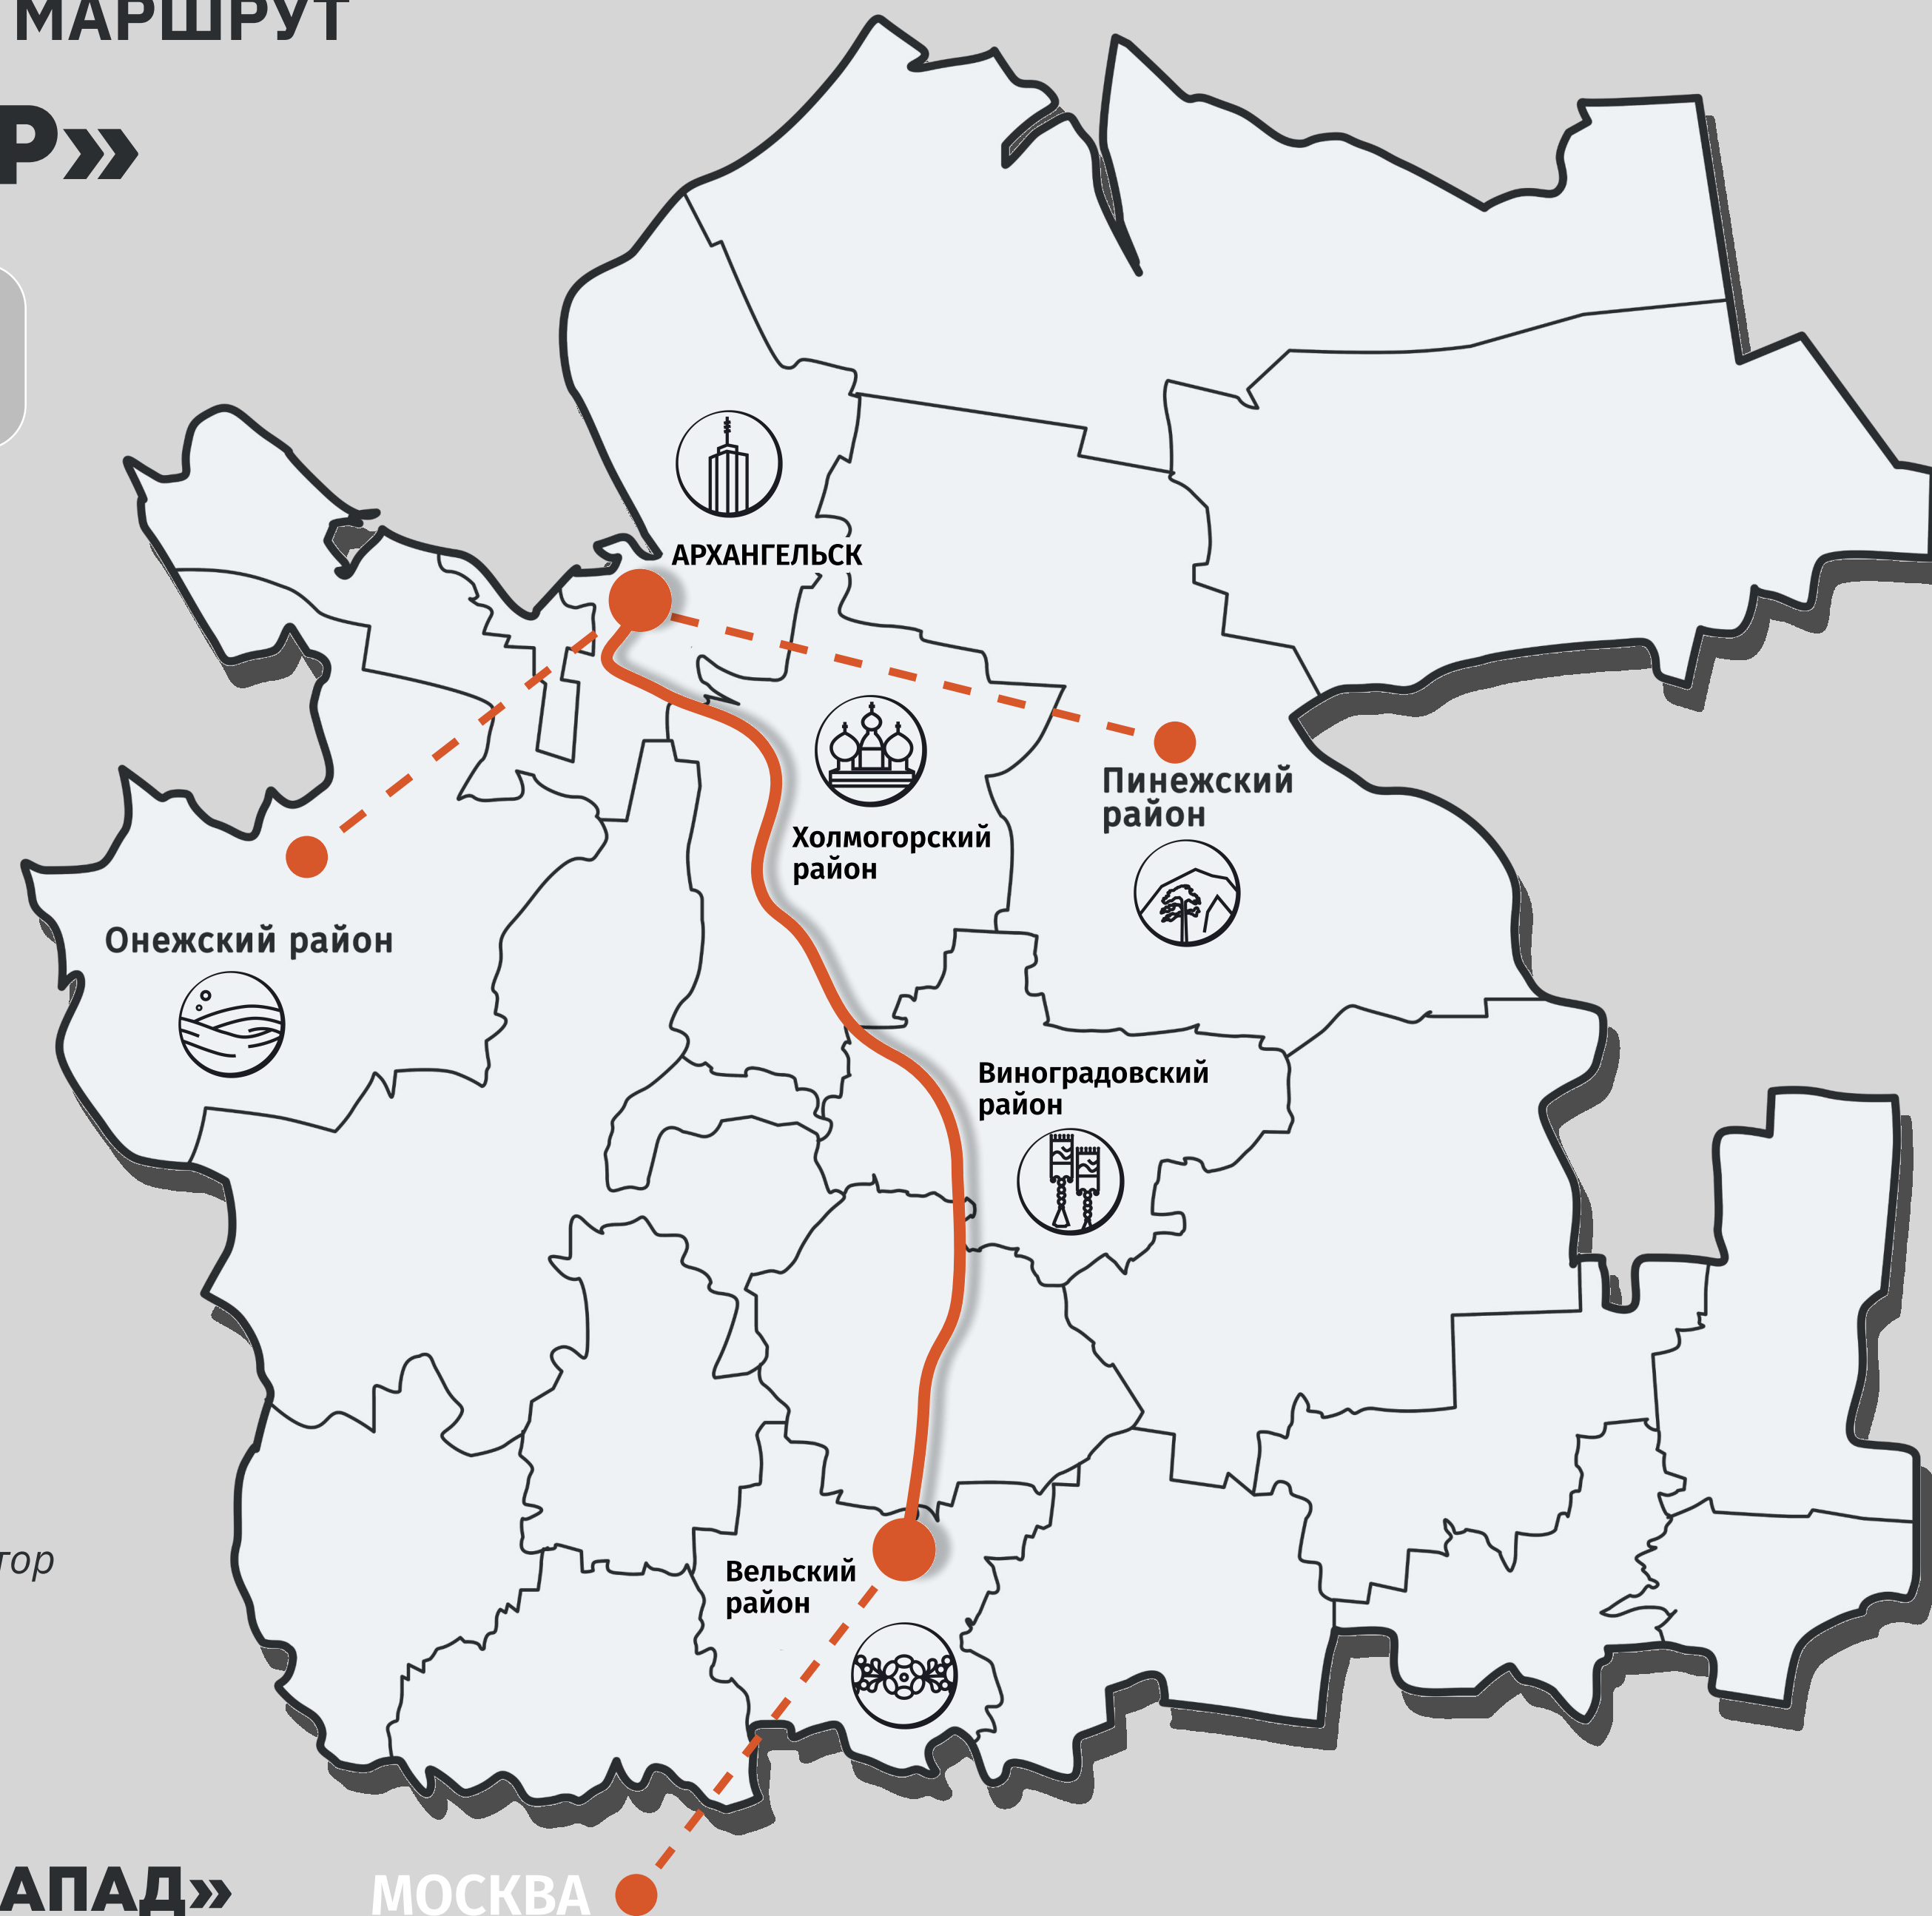 МАРШРУТ
Р»
АРХАНГЕЛЬСК
Пинежский
район
Холмогорский
район
Онежский район
Виноградовский
район
тор
Вельский
район
АПАД»
МОСКВА